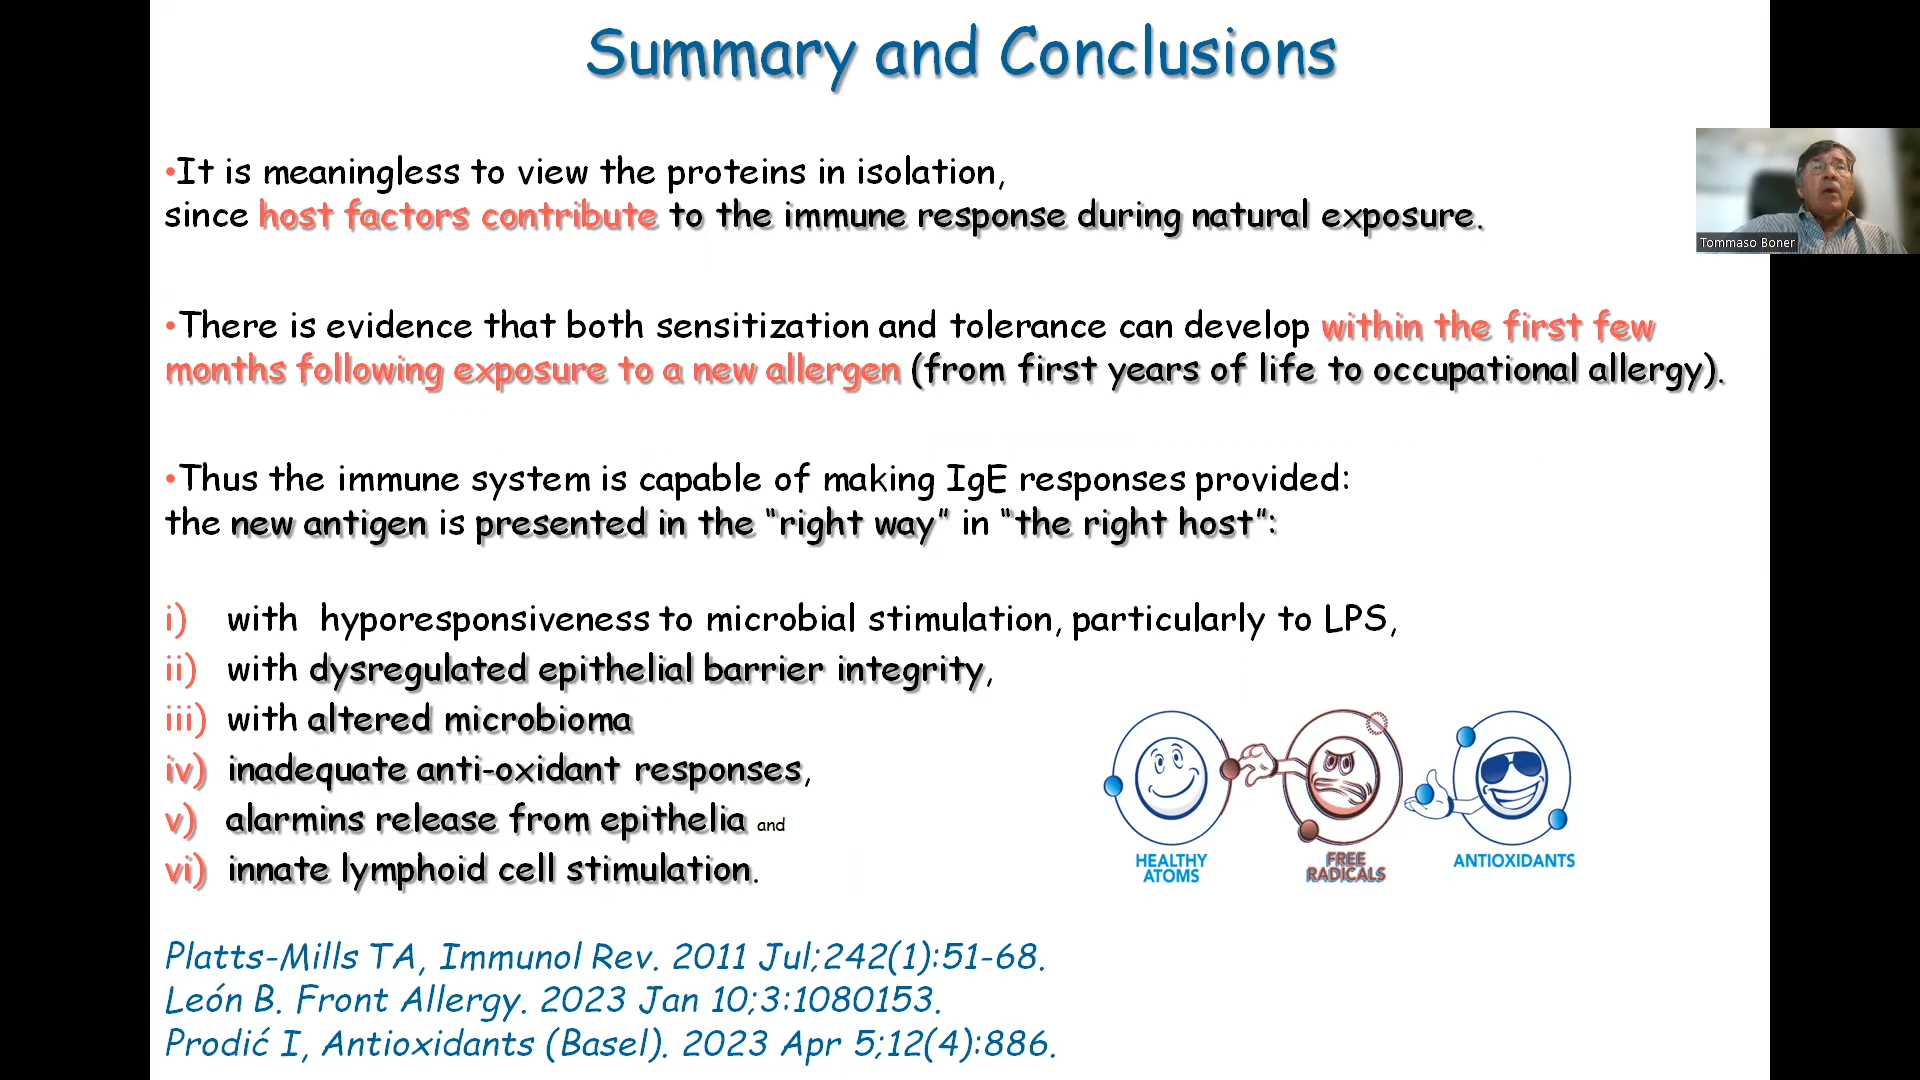 Summary and Conclusions
•It is meaningless to view the proteins in isolation,
since host factors contribute to the immune response during natural exposure.
Tommaso Boner
•There is evidence that both sensitization and tolerance can develop within the first few
months following exposure to a new allergen (from first years of life to occupational allergy).
•Thus the immune system is capable of making IgE responses provided:
the new antigen is presented in the “right way” in “the right host”:
i) with hyporesponsiveness to microbial stimulation, particularly to LPS,
ii) with dysregulated epithelial barrier integrity,
iii) with altered microbioma
iv) inadequate anti-oxidant responses,
v) alarmins release from epithelia and
vi) innate lymphoid cell stimulation.
HEALTHY
ATOMS
FREE
RADICALS
ANTIOXIDANTS
Platts-Mills TA, Immunol Rev. 2011 Jul;242(1):51-68.
León B. Front Allergy. 2023 Jan 10;3:1080153.
Prodić I, Antioxidants (Basel). 2023 Apr 5;12(4):886.